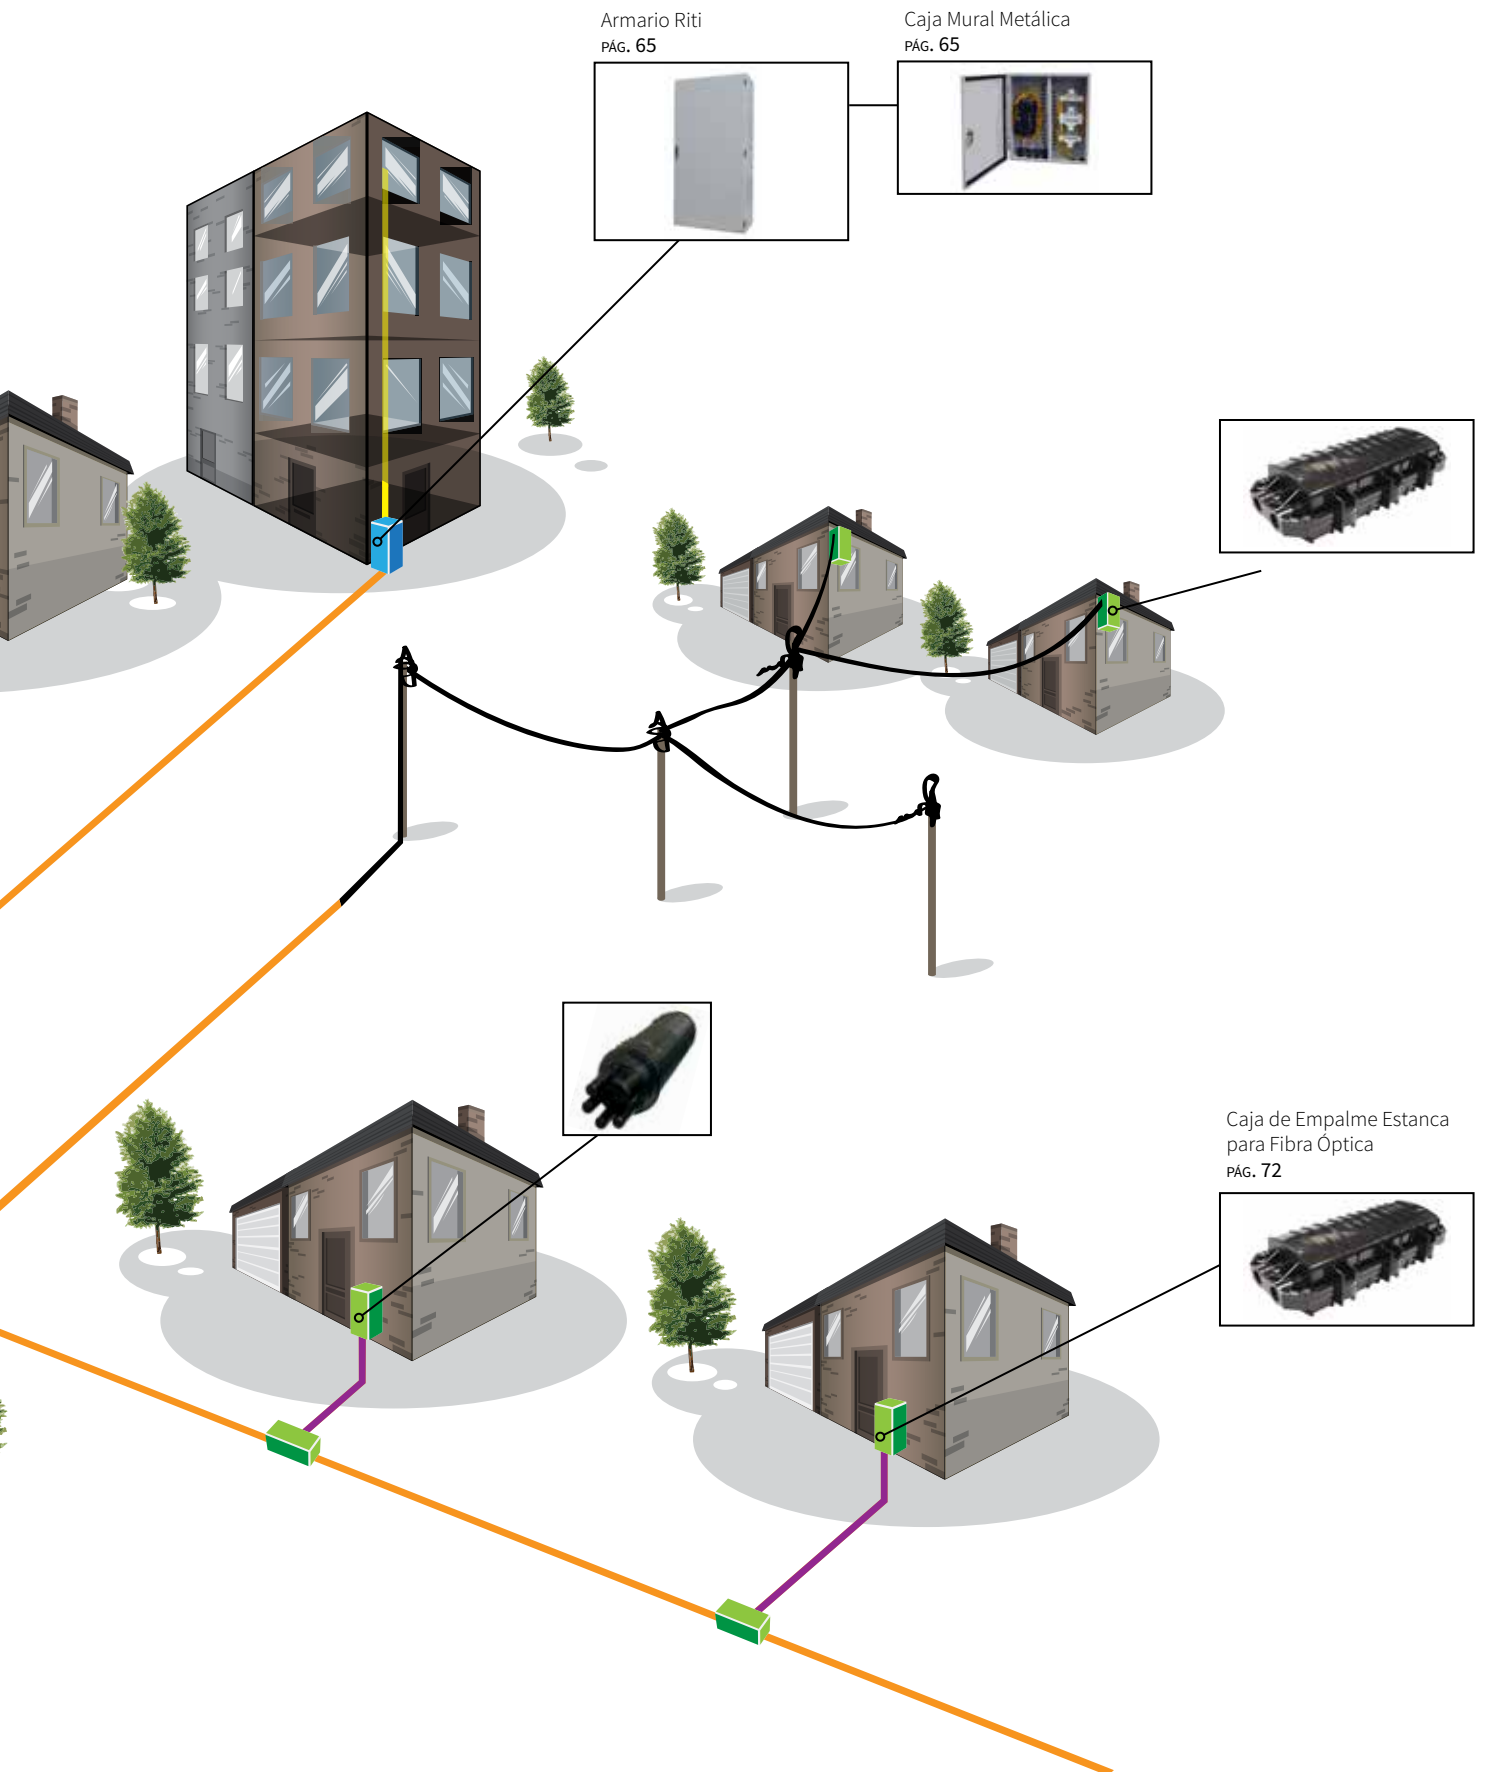 Armario Riti
PÁG. 65
Caja Mural Metálica
PÁG. 65
Caja de Empalme Estanca
para Fibra Óptica
PÁG. 72